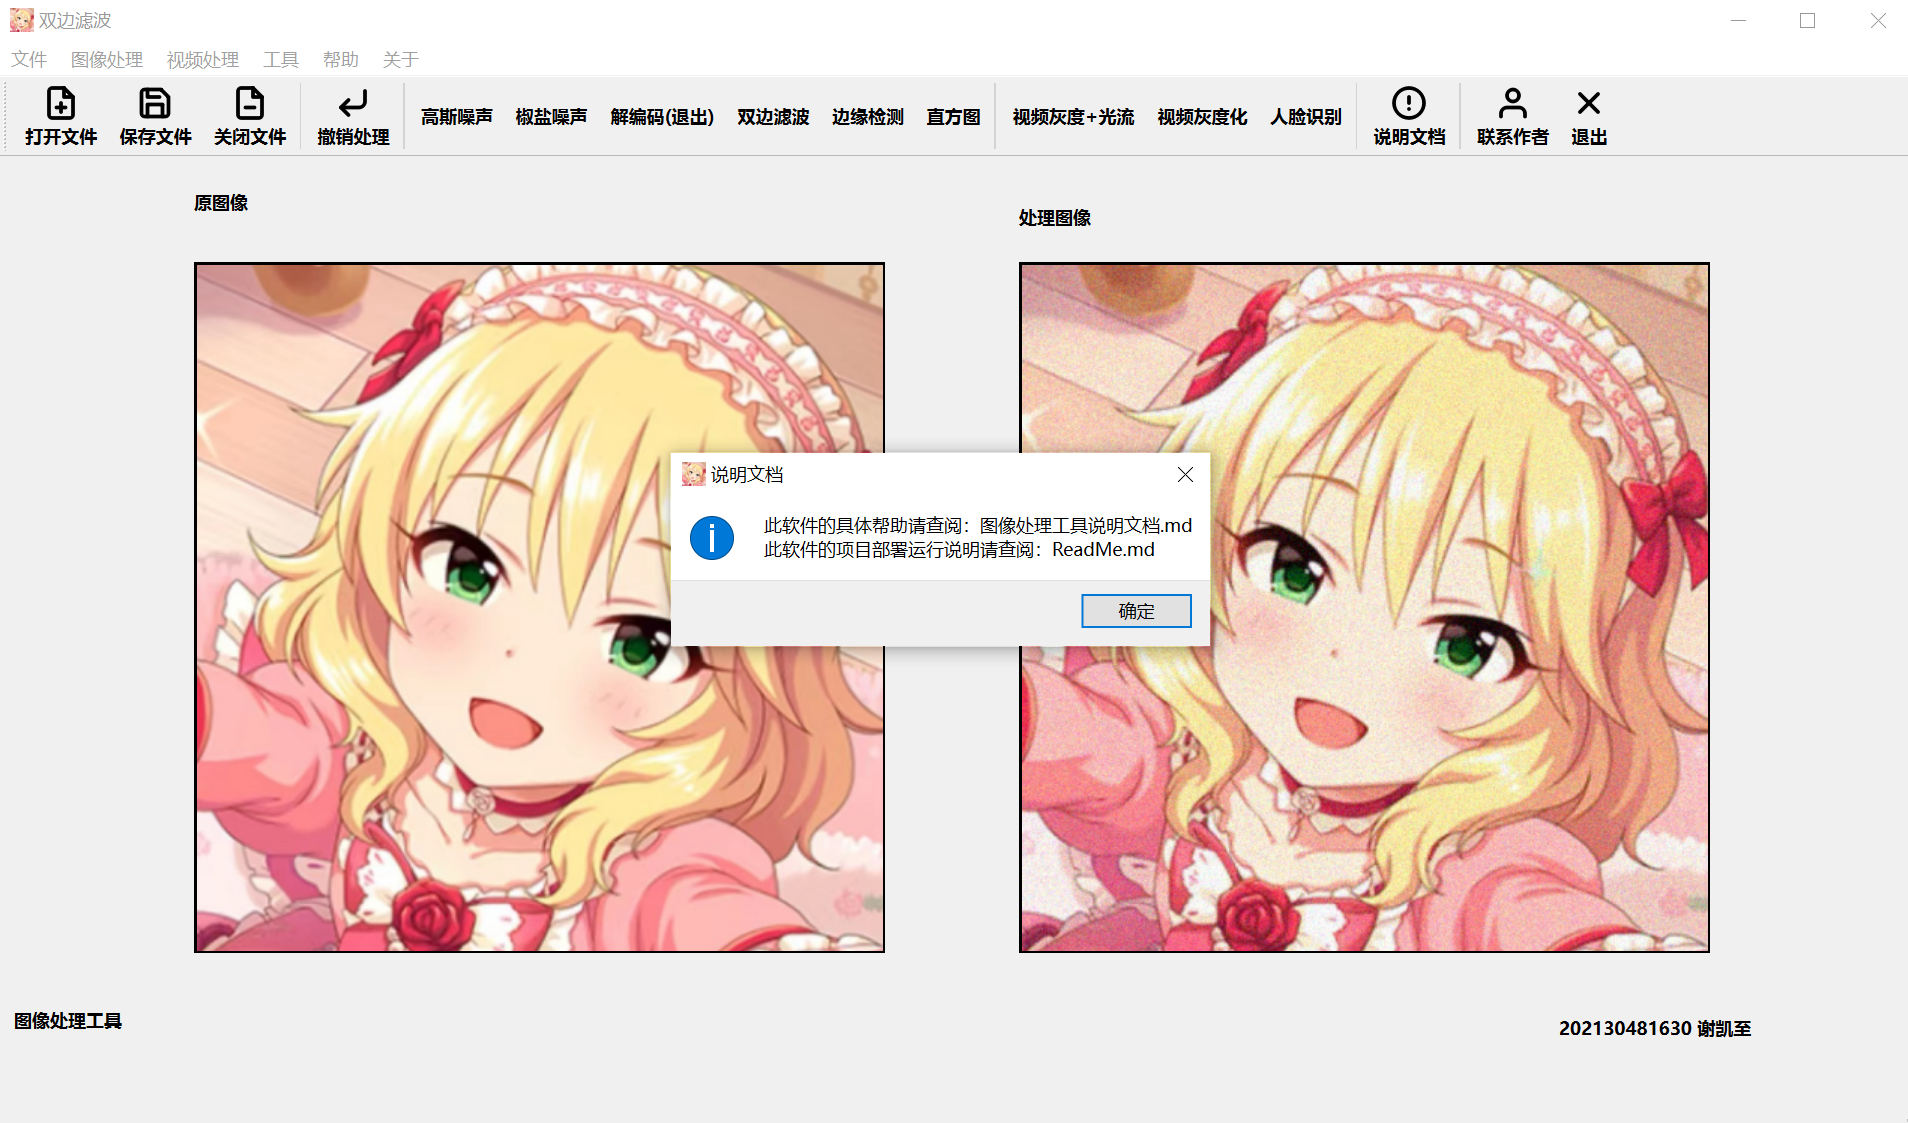 双边滤波
文件 图像处理 视频处理 工具 帮助 关于
打开文件 保存文件 关闭文件 撤销处理 高斯噪声 椒盐噪声 解编码(退出) 双边滤波 边缘检测 直方图 视频灰度+光流 视频灰度化 人脸识别 说明文档 联系作者 退出
原图像
处理图像
说明文档
此软件的具体帮助请查阅：图像处理工具说明文档.md
此软件的项目部署运行说明请查阅：ReadMe.md
确定
图像处理工具
202130481630 谢凯至